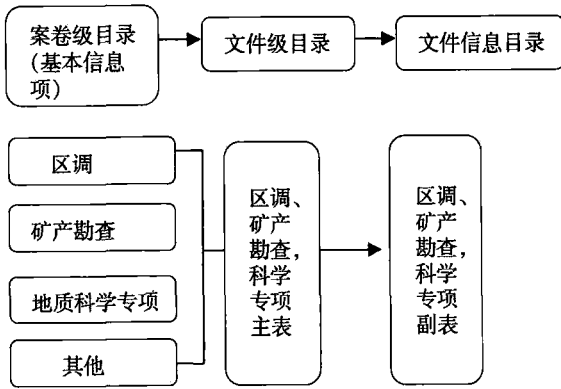 案卷级目录
(基本信息
项)
文件级目录
文件信息目录
区调
矿产勘查
地质科学专项
其他
区调、
矿产
勘查,
科学
专项
主表
区调、
矿产
勘查,
科学
专项
副表